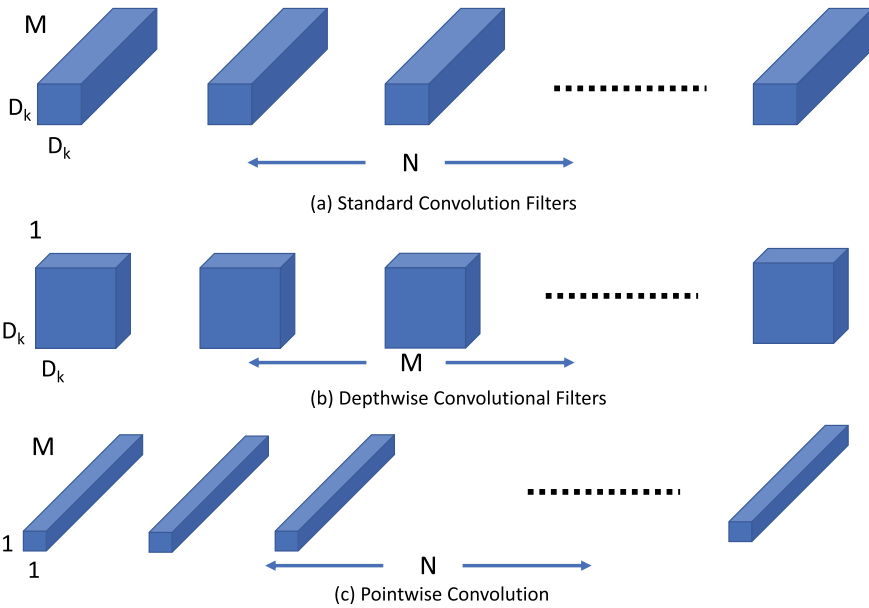 M
Dk
Dk
N
(a) Standard Convolution Filters
1
Dk
Dk
M
(b) Depthwise Convolutional Filters
M
1
1
N
(c) Pointwise Convolution